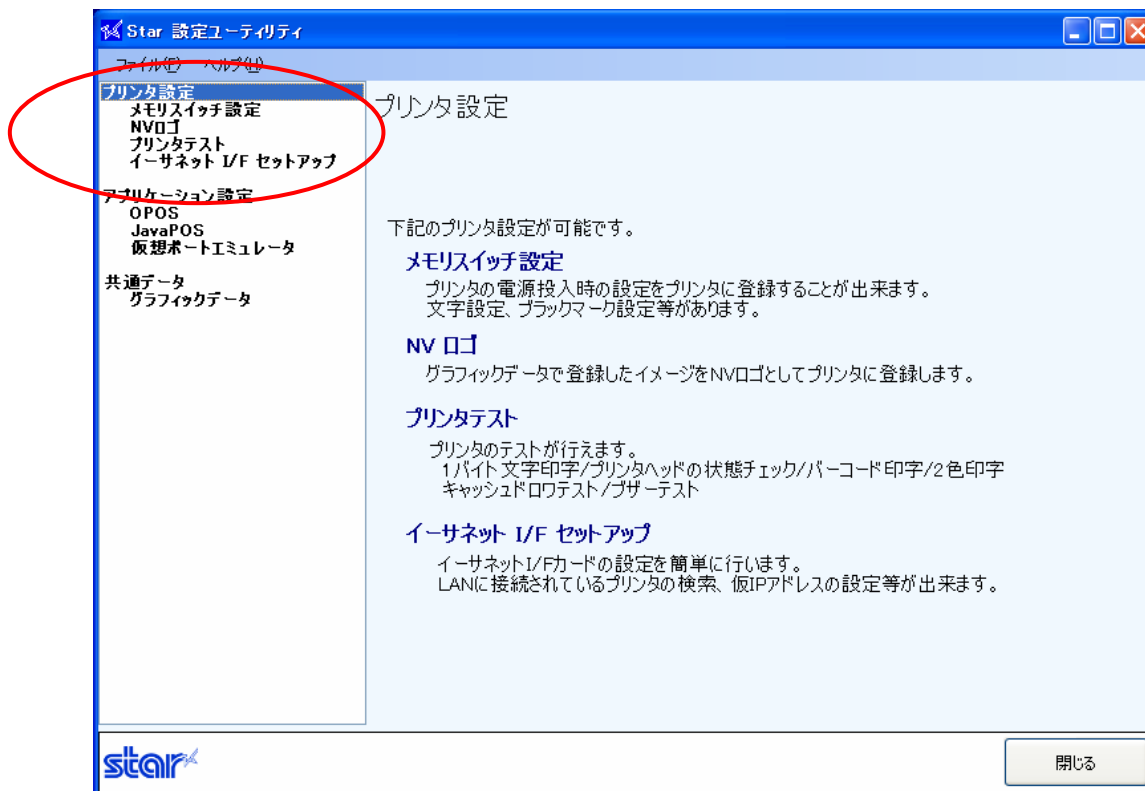 Star 設定ユーティリティ
ファイル(F) ヘルプ(H)
プリンタ設定
メモリスイッチ設定
NVロゴ
プリンタテスト
イーサネット I/F セットアップ
アプリケーション設定
OPOS
JavaPOS
仮想ポートエミュレータ
共通データ
グラフィックデータ
プリンタ設定
下記のプリンタ設定が可能です。
メモリスイッチ設定
プリンタの電源投入時の設定をプリンタに登録することが出来ます。
文字設定、ブラックマーク設定等があります。
NV ロゴ
グラフィックデータで登録したイメージをNVロゴとしてプリンタに登録します。
プリンタテスト
プリンタのテストが行えます。
1バイト文字印字/プリンタヘッドの状態チェック/バーコード印字/2色印字
キャッシュドロワテスト/ブザーテスト
イーサネット I/F セットアップ
イーサネットI/Fカードの設定を簡単に行います。
LANに接続されているプリンタの検索、仮IPアドレスの設定等が出来ます。
star
閉じる